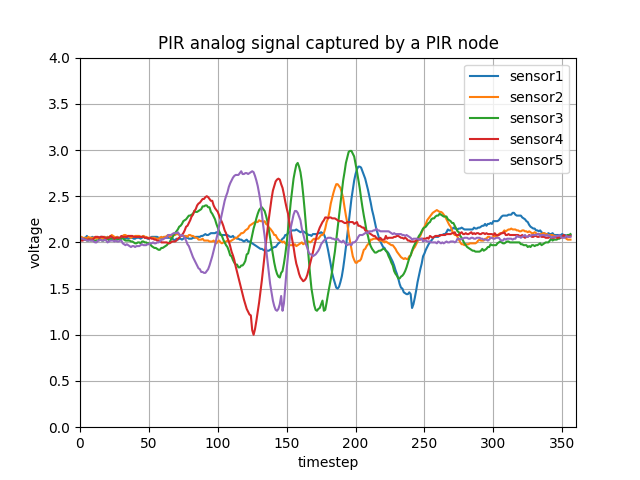 PIR analog signal captured by a PIR node
4.0
3.5
3.0
2.5
2.0
1.5
1.0
0.5
0.0
voltage
sensor1
sensor2
sensor3
sensor4
sensor5
0 50 100 150 200 250 300 350
timestep